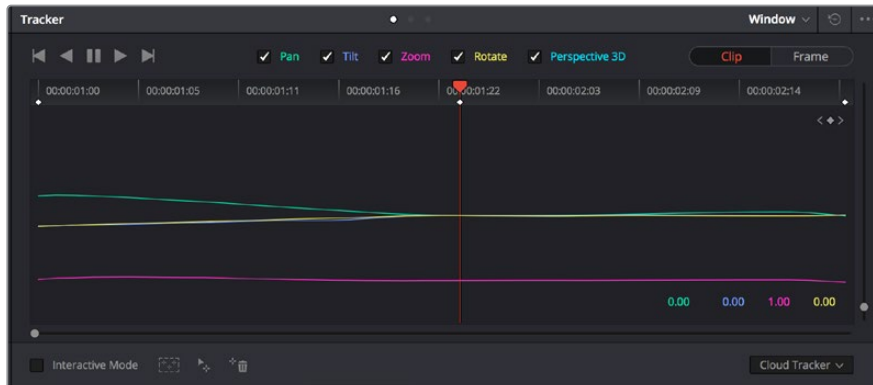 Tracker
Window
Pan Tilt Zoom Rotate Perspective 3D
Clip Frame
00:00:01:00 00:00:01:05 00:00:01:11 00:00:01:16 00:00:01:22 00:00:02:03 00:00:02:09 00:00:02:14
0.00 0.00 1.00 0.00
Interactive Mode
Cloud Tracker